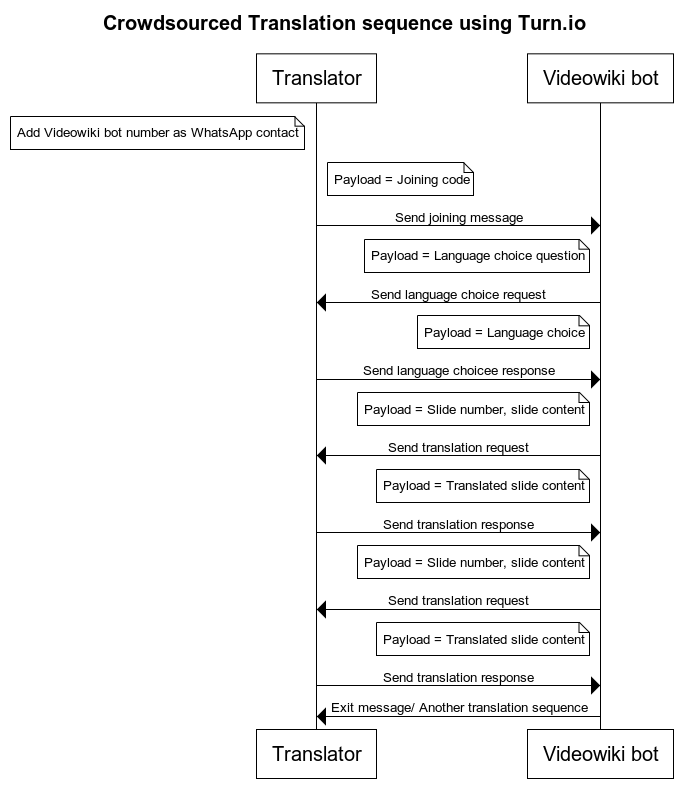 Crowdsourced Translation sequence using Turn.io
Translator
Videowiki bot
Add Videowiki bot number as WhatsApp contact
Payload = Joining code
Send joining message
Payload = Language choice question
Send language choice request
Payload = Language choice
Send language choicee response
Payload = Slide number, slide content
Send translation request
Payload = Translated slide content
Send translation response
Payload = Slide number, slide content
Send translation request
Payload = Translated slide content
Send translation response
Exit message/ Another translation sequence
Translator
Videowiki bot